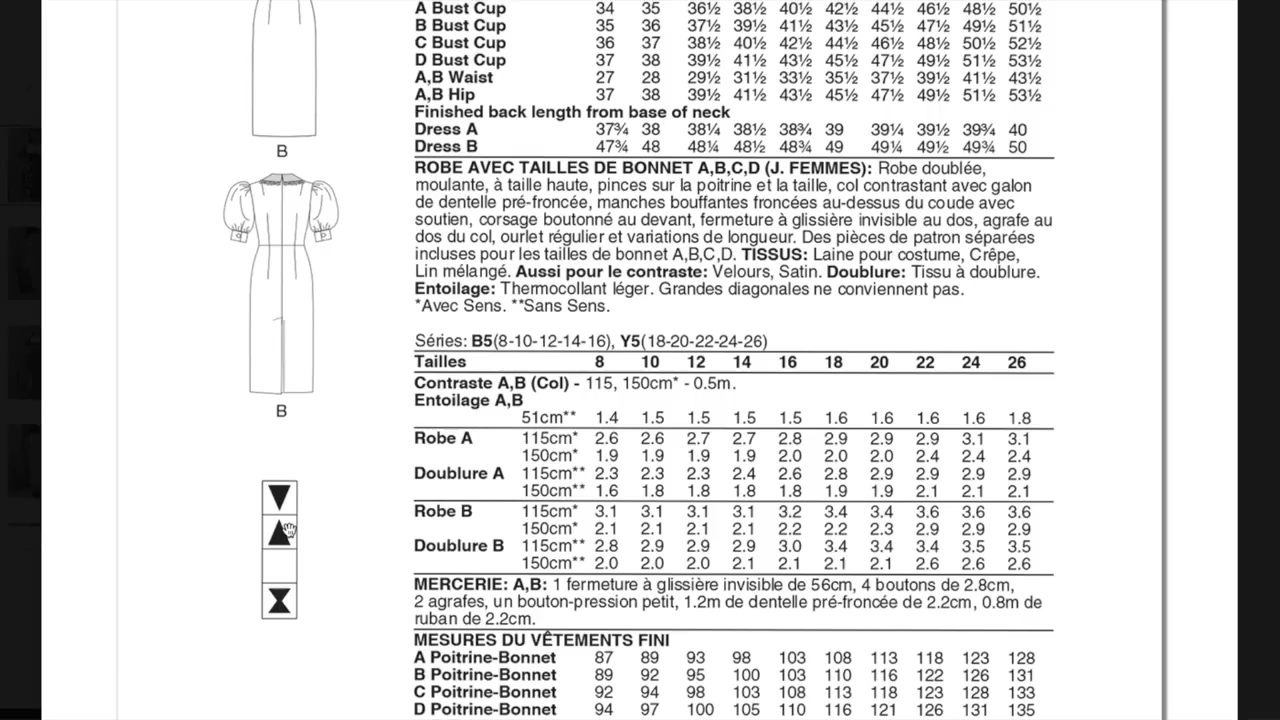 A Bust Cup 34 35 36½ 38½ 40½ 42½ 44½ 46½ 48½ 50½
B Bust Cup 35 36 37½ 39½ 41½ 43½ 45½ 47½ 49½ 51½
C Bust Cup 36 37 38½ 40½ 42½ 44½ 46½ 48½ 50½ 52½
D Bust Cup 37 38 39½ 41½ 43½ 45½ 47½ 49½ 51½ 53½
A,B Waist 27 28 29½ 31½ 33½ 35½ 37½ 39½ 41½ 43½
A,B Hip 37 38 39½ 41½ 43½ 45½ 47½ 49½ 51½ 53½
Finished back length from base of neck
Dress A 37¾ 38 38¼ 38½ 38¾ 39 39¼ 39½ 39¾ 40
Dress B 47¾ 48 48¼ 48½ 48¾ 49 49¼ 49½ 49¾ 50
B
ROBE AVEC TAILLES DE BONNET A,B,C,D (J. FEMMES): Robe doublée,
moulante, à taille haute, pinces sur la poitrine et la taille, col contrastant avec galon
de dentelle pré-froncée, manches bouffantes froncées au-dessus du coude avec
soutien, corsage boutonné au devant, fermeture à glissière invisible au dos, agrafe au
dos du col, ourlet régulier et variations de longueur. Des pièces de patron séparées
incluses pour les tailles de bonnet A,B,C,D. TISSUS: Laine pour costume, Crêpe,
Lin mélangé. Aussi pour le contraste: Velours, Satin. Doublure: Tissu à doublure.
Entoilage: Thermocollant léger. Grandes diagonales ne conviennent pas.
*Avec Sens. **Sans Sens.
Séries: B5(8-10-12-14-16), Y5(18-20-22-24-26)
Tailles 8 10 12 14 16 18 20 22 24 26
Contraste A,B (Col) - 115, 150cm* - 0.5m.
Entoilage A,B
51cm** 1.4 1.5 1.5 1.5 1.5 1.6 1.6 1.6 1.6 1.8
B
Robe A 115cm* 2.6 2.6 2.7 2.7 2.8 2.9 2.9 2.9 3.1 3.1
150cm* 1.9 1.9 1.9 1.9 2.0 2.0 2.0 2.4 2.4 2.4
Doublure A 115cm** 2.3 2.3 2.3 2.4 2.6 2.8 2.9 2.9 2.9 2.9
150cm** 1.6 1.8 1.8 1.8 1.8 1.9 1.9 2.1 2.1 2.1
Robe B 115cm* 3.1 3.1 3.1 3.1 3.2 3.4 3.4 3.6 3.6 3.6
150cm* 2.1 2.1 2.1 2.1 2.2 2.2 2.3 2.9 2.9 2.9
Doublure B 115cm** 2.8 2.9 2.9 2.9 3.0 3.4 3.4 3.4 3.5 3.5
150cm** 2.0 2.0 2.0 2.1 2.1 2.1 2.1 2.6 2.6 2.6
MERCERIE: A,B: 1 fermeture à glissière invisible de 56cm, 4 boutons de 2.8cm,
2 agrafes, un bouton-pression petit, 1.2m de dentelle pré-froncée de 2.2cm, 0.8m de
ruban de 2.2cm.
MESURES DU VÊTEMENTS FINI
A Poitrine-Bonnet 87 89 93 98 103 108 113 118 123 128
B Poitrine-Bonnet 89 92 95 100 103 110 116 122 126 131
C Poitrine-Bonnet 92 94 98 103 108 113 118 123 128 133
D Poitrine-Bonnet 94 97 100 105 110 116 121 126 131 135